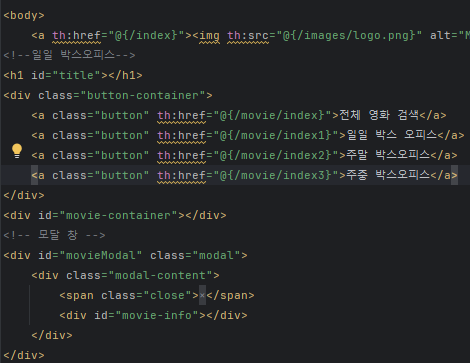 <body>
    <a th:href="@{/index}"><img th:src="@{/images/logo.png}" alt="M
<!--일일 박스오피스-->
<h1 id="title"></h1>
<div class="button-container">
    <a class="button" th:href="@{/movie/index}">전체 영화 검색</a>
    <a class="button" th:href="@{/movie/index1}">일일 박스 오피스</a>
    <a class="button" th:href="@{/movie/index2}">주말 박스오피스</a>
    <a class="button" th:href="@{/movie/index3}">주중 박스오피스</a>
</div>
<div id="movie-container"></div>
<!-- 모달 창 -->
<div id="movieModal" class="modal">
    <div class="modal-content">
        <span class="close">×</span>
        <div id="movie-info"></div>
    </div>
</div>